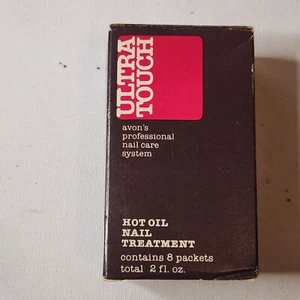 ULTRA
TOUCH
avon's
professional
nail care
system
HOT OIL
NAIL
TREATMENT
contains 8 packets
total 2 fl. oz.